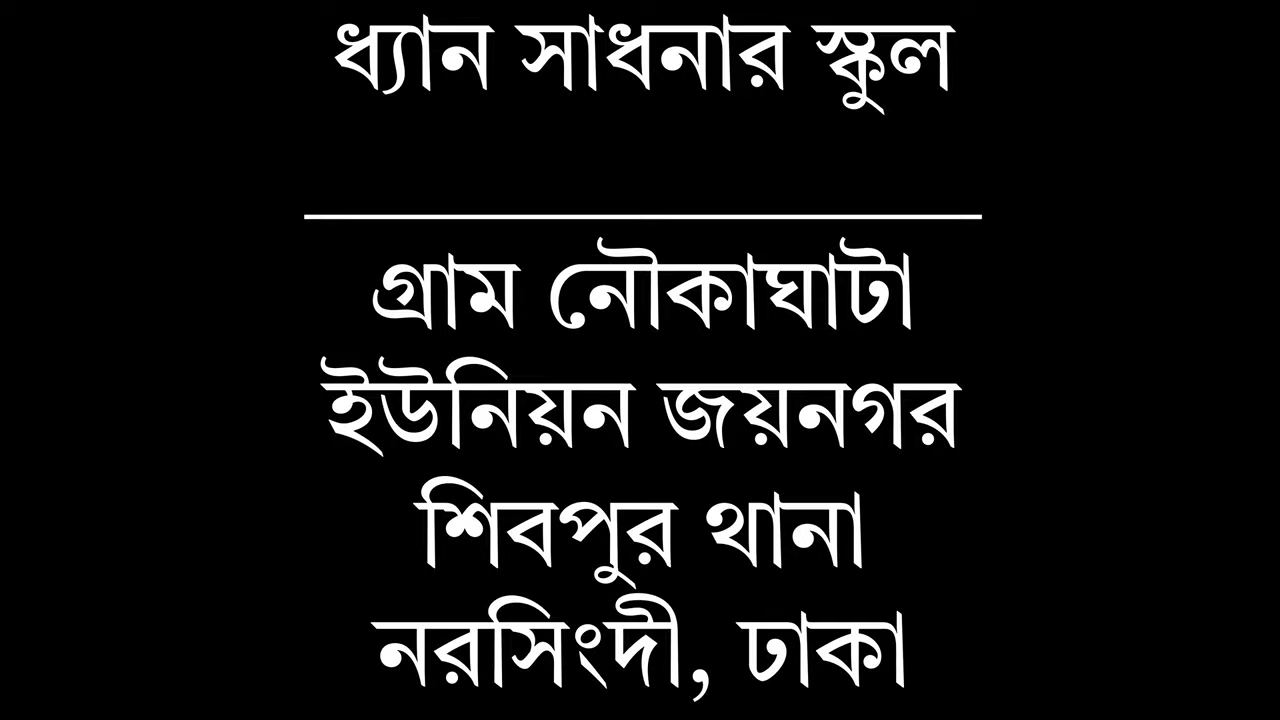 ধ্যান সাধনার স্কুল
গ্রাম নৌকাঘাটা
ইউনিয়ন জয়নগর
শিবপুর থানা
নরসিংদী, ঢাকা